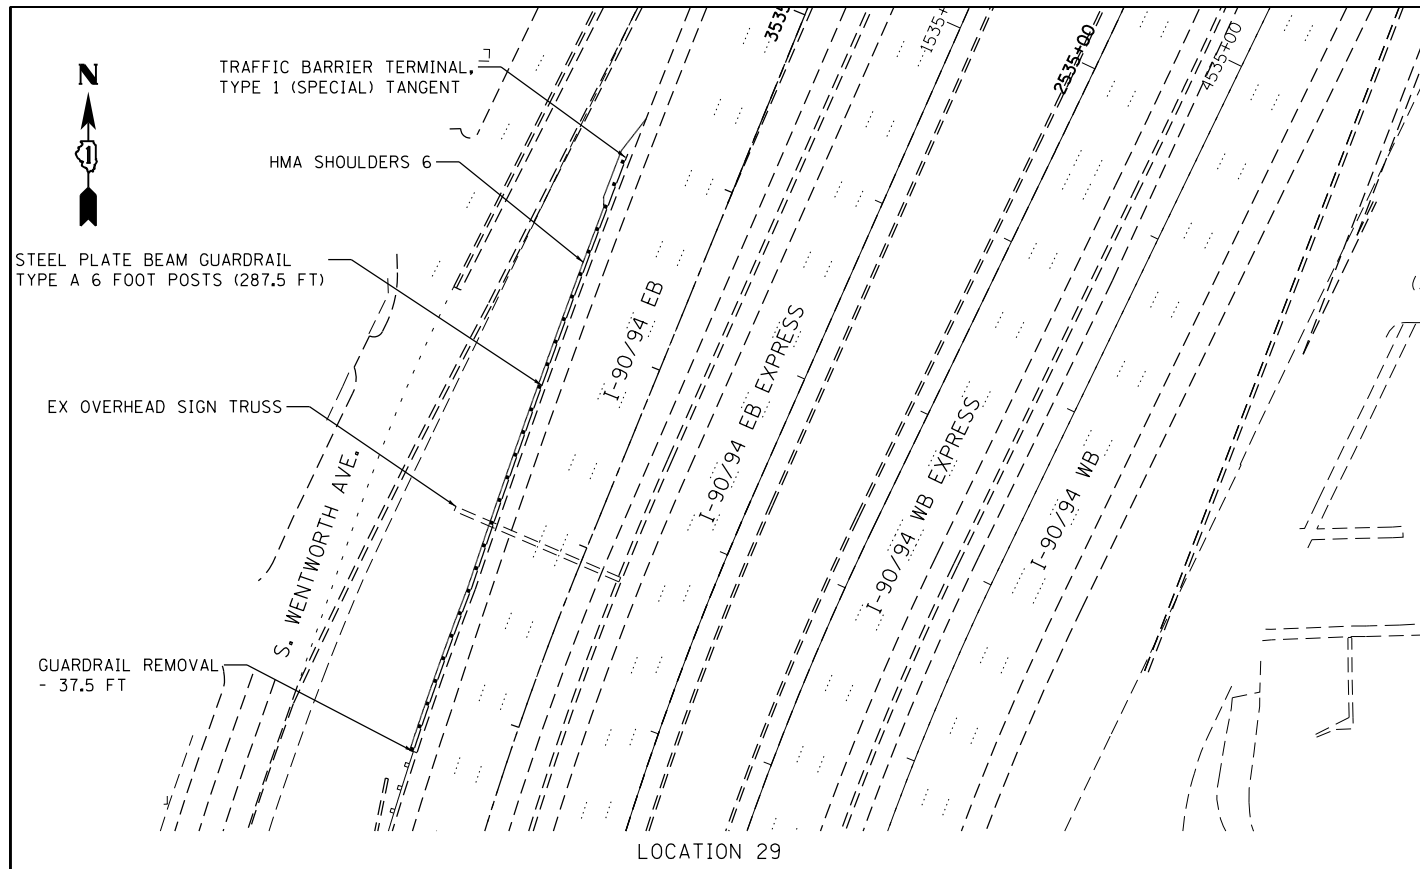 3535
1535+
2535+00
4535+00
N
1
TRAFFIC BARRIER TERMINAL,
TYPE 1 (SPECIAL) TANGENT
HMA SHOULDERS 6
STEEL PLATE BEAM GUARDRAIL
TYPE A 6 FOOT POSTS (287.5 FT)
EX OVERHEAD SIGN TRUSS
GUARDRAIL REMOVAL
- 37.5 FT
S. WENTWORTH AVE.
I-90/94 EB
I-90/94 EB EXPRESS
I-90/94 WB EXPRESS
I-90/94 WB
LOCATION 29